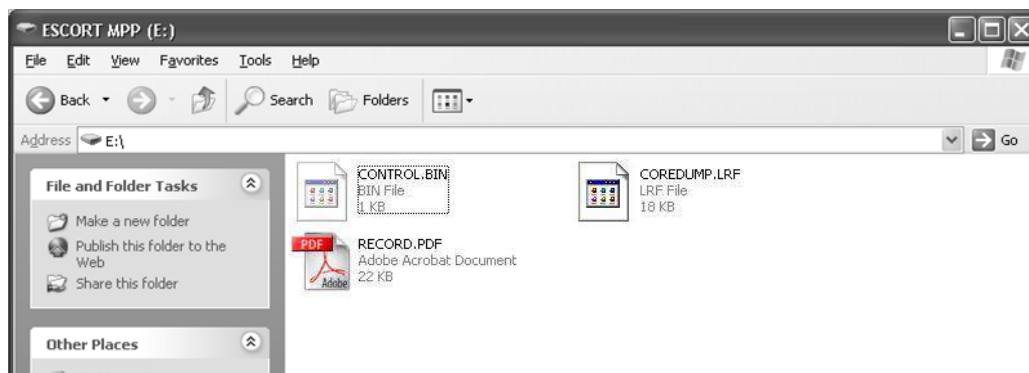 ESCORT MPP (E:)
File Edit View Favorites Tools Help
Back Search Folders
Address E:\ Go
File and Folder Tasks
Make a new folder
Publish this folder to the
Web
Share this folder
Other Places
CONTROL.BIN
BIN File
1 KB
COREDUMP.LRF
LRF File
18 KB
PDF
Adobe
RECORD.PDF
Adobe Acrobat Document
22 KB